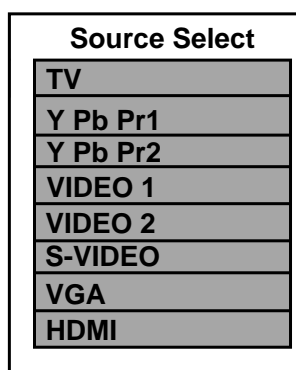 Source Select
TV
Y Pb Pr1
Y Pb Pr2
VIDEO 1
VIDEO 2
S-VIDEO
VGA
HDMI